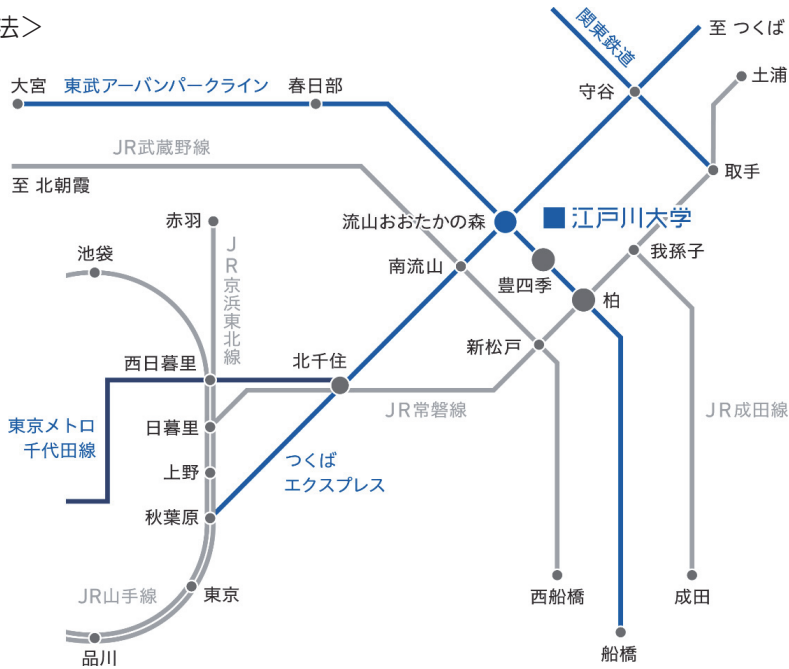 法＞
関東鉄道
至 つくば
土浦
大宮
東武アーバンパークライン
春日部
守谷
JR武蔵野線
取手
至 北朝霞
赤羽
流山おおたかの森
江戸川大学
池袋
JR京浜東北線
南流山
豊四季
我孫子
柏
新松戸
西日暮里
北千住
JR常磐線
JR成田線
東京メトロ
千代田線
日暮里
つくば
エクスプレス
上野
秋葉原
JR山手線
東京
西船橋
成田
品川
船橋